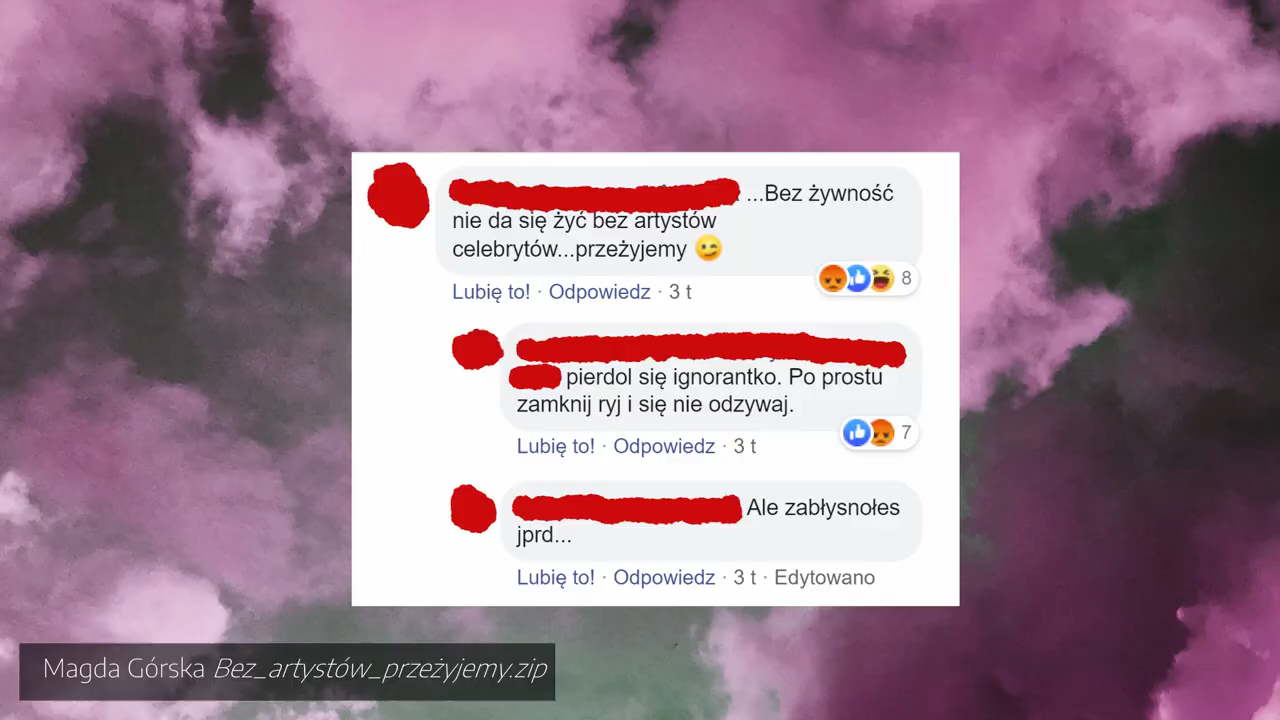 ...Bez żywność
nie da się żyć bez artystów
celebrytów...przeżyjemy 😉
8
Lubię to! · Odpowiedz · 3 t
pierdol się ignorantko. Po prostu
zamknij ryj i się nie odzywaj.
7
Lubię to! · Odpowiedz · 3 t
Ale zabłysnołes
jprd...
Lubię to! · Odpowiedz · 3 t · Edytowano
Magda Górska Bez_artystów_przeżyjemy.zip